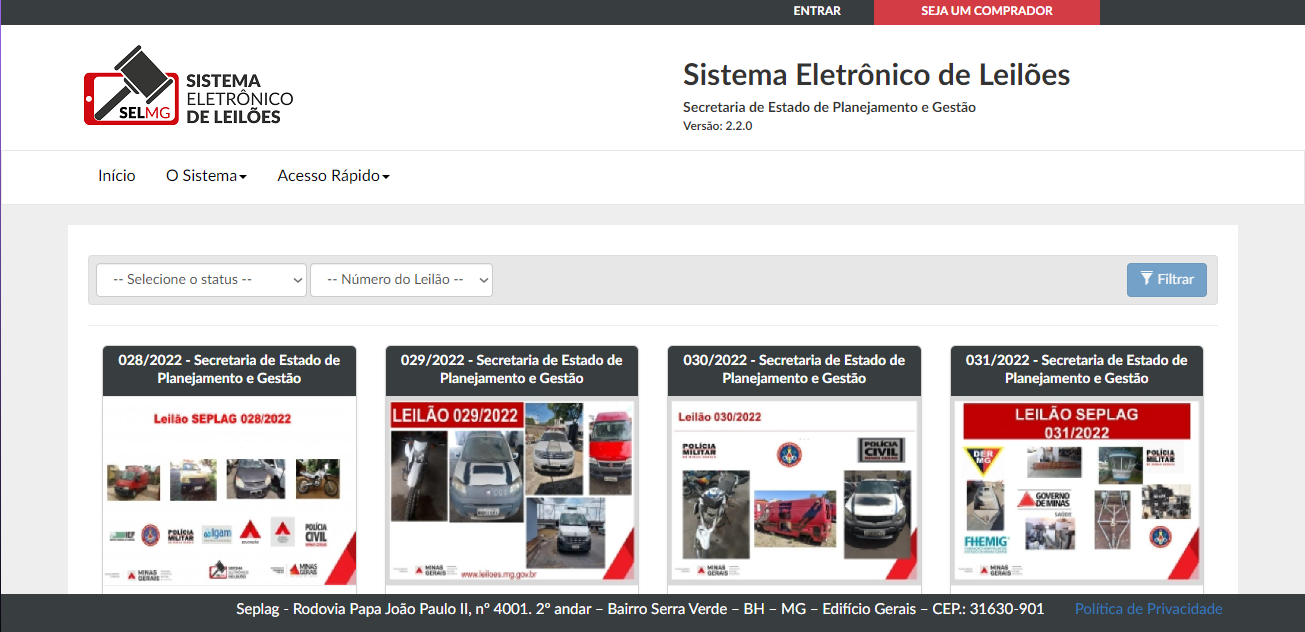 ENTRAR
SEJA UM COMPRADOR
SELMG
SISTEMA
ELETRÔNICO
DE LEILÕES
Sistema Eletrônico de Leilões
Secretaria de Estado de Planejamento e Gestão
Versão: 2.2.0
Início
O Sistema
Acesso Rápido
-- Selecione o status --
-- Número do Leilão --
Filtrar
028/2022 - Secretaria de Estado de
Planejamento e Gestão
Leilão SEPLAG 028/2022
IEF
POLÍCIA
MILITAR
Igam
POLÍCIA
CIVIL
MINAS
GERAIS
MINAS
GERAIS
029/2022 - Secretaria de Estado de
Planejamento e Gestão
LEILÃO 029/2022
MINAS
GERAIS
www.leiloes.mg.gov.br
030/2022 - Secretaria de Estado de
Planejamento e Gestão
Leilão 030/2022
POLÍCIA
MILITAR
POLÍCIA
CIVIL
MINAS
GERAIS
031/2022 - Secretaria de Estado de
Planejamento e Gestão
LEILÃO SEPLAG
031/2022
DER
MG
POLÍCIA
MILITAR
GOVERNO
DE MINAS
SAÚDE
FHEMIG
MINAS
GERAIS
Seplag - Rodovia Papa João Paulo II, nº 4001. 2º andar – Bairro Serra Verde – BH – MG – Edifício Gerais – CEP.: 31630-901
Política de Privacidade